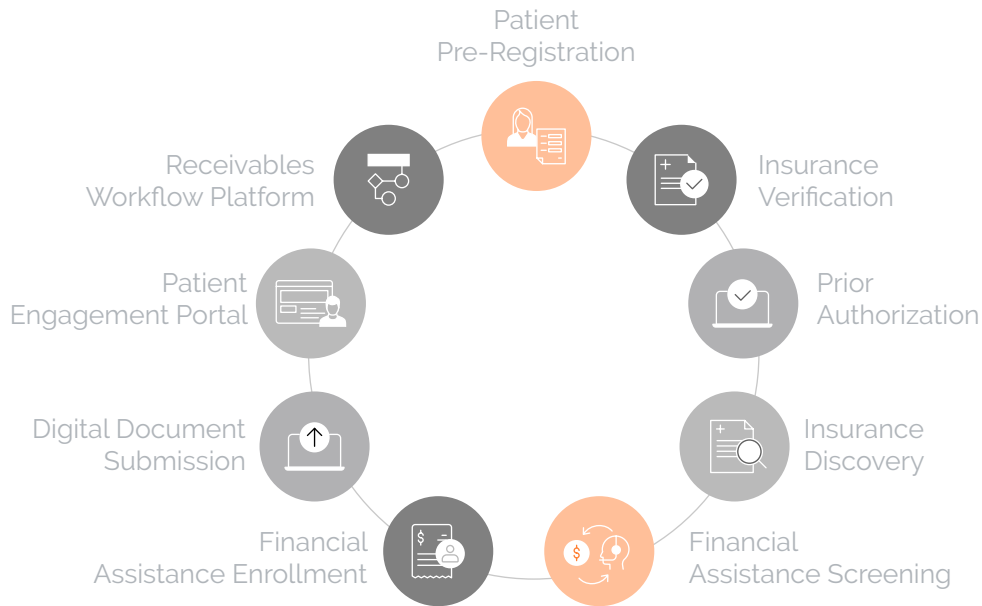 Patient
Pre-Registration
Insurance
Verification
Prior
Authorization
Insurance
Discovery
Financial
Assistance Screening
Financial
Assistance Enrollment
Digital Document
Submission
Patient
Engagement Portal
Receivables
Workflow Platform
$
$